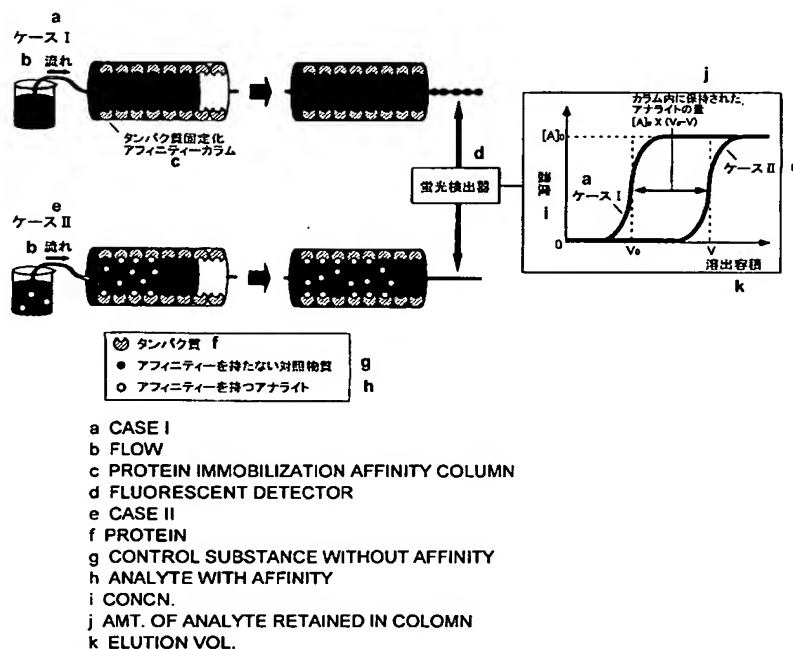 a
ケース I
b 流れ
タンパク質固定化
アフィニティーカラム
c
e
ケース II
b 流れ
d
蛍光検出器
j
カラム内に保持された
アナライトの量
[A]₀ X (V₀-V)
[A]₀
a
ケース I
ケース II
i
0
V₀
V
溶出容積
k
タンパク質 f
アフィニティーを持たない対照物質 g
アフィニティーを持つアナライト h
a CASE I
b FLOW
c PROTEIN IMMOBILIZATION AFFINITY COLUMN
d FLUORESCENT DETECTOR
e CASE II
f PROTEIN
g CONTROL SUBSTANCE WITHOUT AFFINITY
h ANALYTE WITH AFFINITY
i CONCN.
j AMT. OF ANALYTE RETAINED IN COLOMN
k ELUTION VOL.